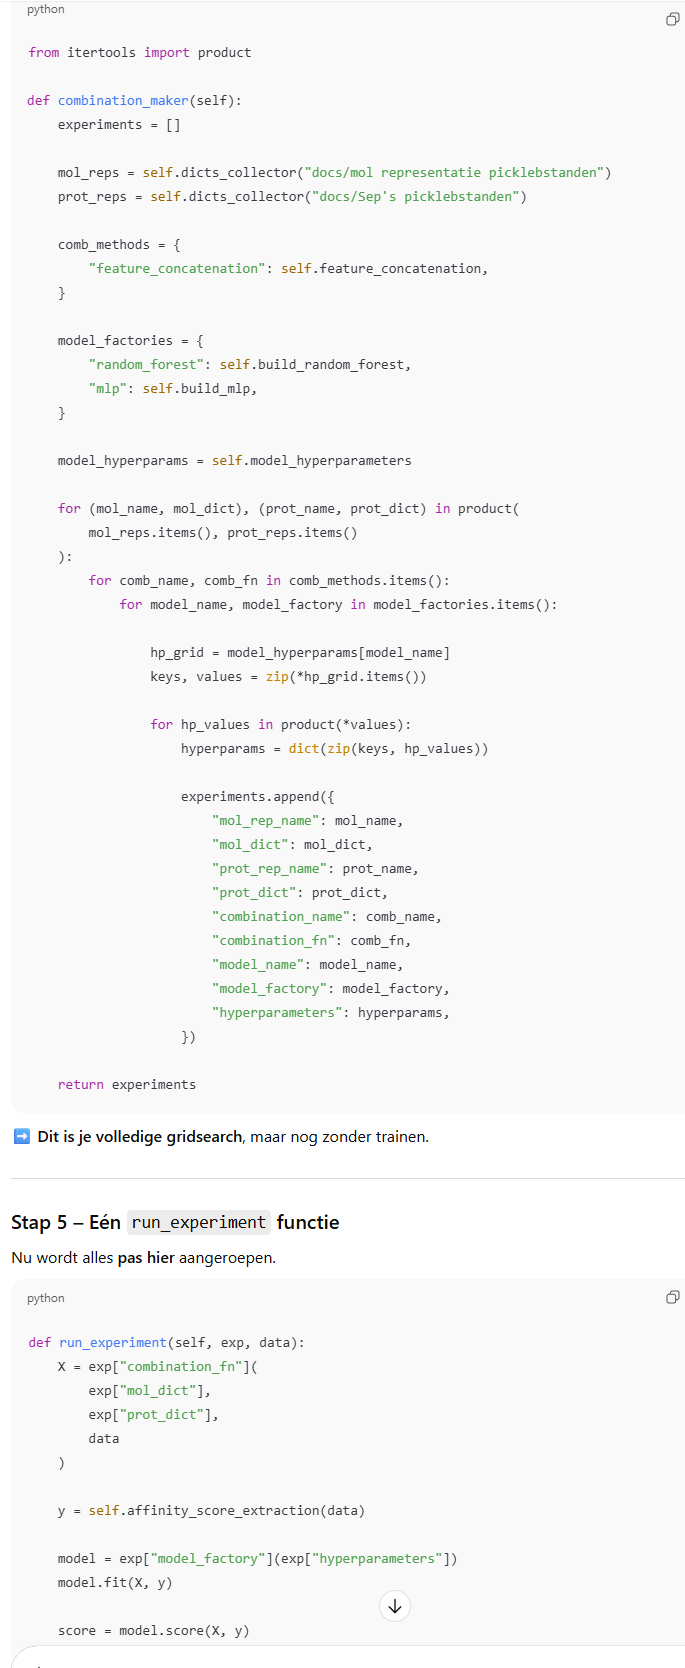 python
from itertools import product
def combination_maker(self):
    experiments = []
    mol_reps = self.dicts_collector("docs/mol representatie picklebstanden")
    prot_reps = self.dicts_collector("docs/Sep's picklebstanden")
    comb_methods = {
        "feature_concatenation": self.feature_concatenation,
    }
    model_factories = {
        "random_forest": self.build_random_forest,
        "mlp": self.build_mlp,
    }
    model_hyperparams = self.model_hyperparameters
    for (mol_name, mol_dict), (prot_name, prot_dict) in product(
        mol_reps.items(), prot_reps.items()
    ):
        for comb_name, comb_fn in comb_methods.items():
            for model_name, model_factory in model_factories.items():
                hp_grid = model_hyperparams[model_name]
                keys, values = zip(*hp_grid.items())
                for hp_values in product(*values):
                    hyperparams = dict(zip(keys, hp_values))
                    experiments.append({
                        "mol_rep_name": mol_name,
                        "mol_dict": mol_dict,
                        "prot_rep_name": prot_name,
                        "prot_dict": prot_dict,
                        "combination_name": comb_name,
                        "combination_fn": comb_fn,
                        "model_name": model_name,
                        "model_factory": model_factory,
                        "hyperparameters": hyperparams,
                    })
    return experiments
➡️ Dit is je volledige gridsearch, maar nog zonder trainen.
Stap 5 – Eén run_experiment functie
Nu wordt alles pas hier aangeroepen.
python
def run_experiment(self, exp, data):
    X = exp["combination_fn"](
        exp["mol_dict"],
        exp["prot_dict"],
        data
    )
    y = self.affinity_score_extraction(data)
    model = exp["model_factory"](exp["hyperparameters"])
    model.fit(X, y)
    score = model.score(X, y)